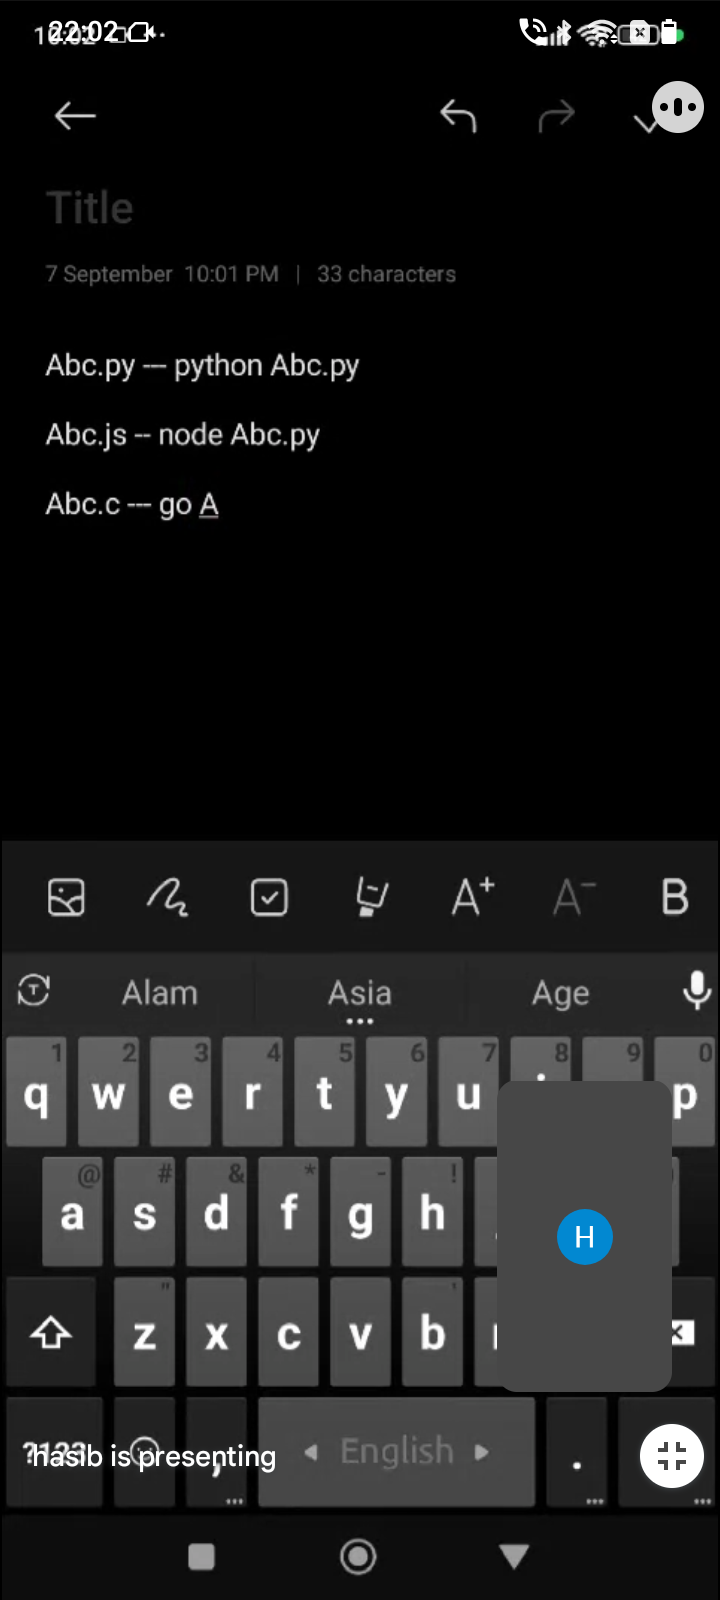 22:02
Title
7 September 10:01 PM | 33 characters
Abc.py --- python Abc.py
Abc.js -- node Abc.py
Abc.c --- go A
A+ A- B
T Alam Asia Age
1 2 3 4 5 6 7 8 9 0
q w e r t y u p
@ # & * - !
a s d f g h
z x c v b
H
?123 , English .
hasib is presenting